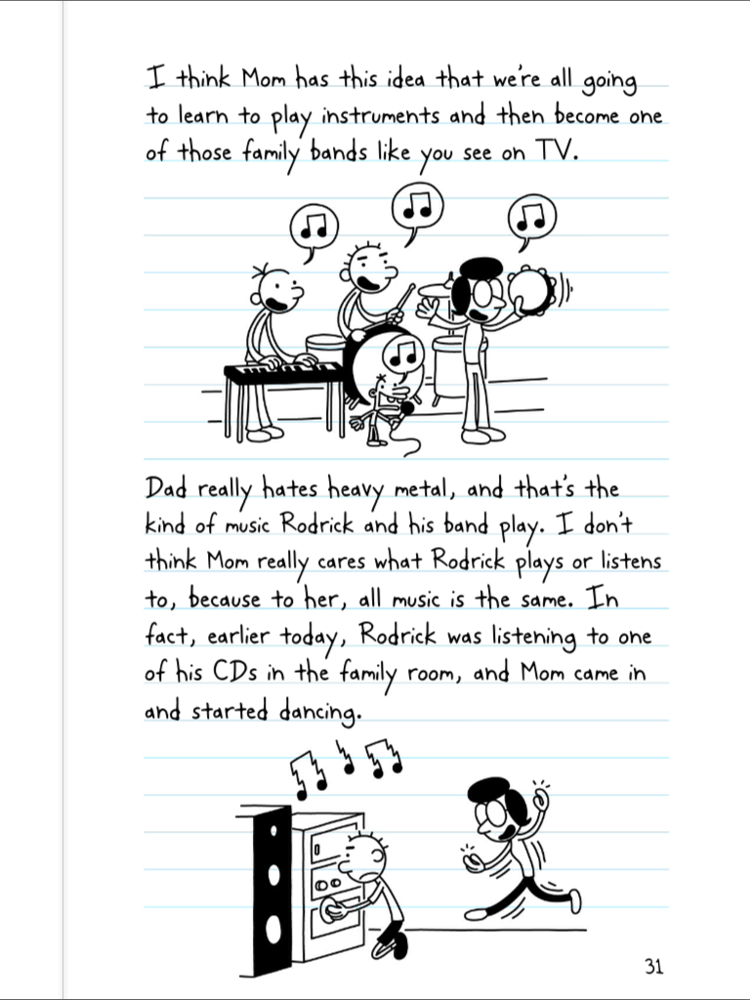 I think Mom has this idea that we're all going
to learn to play instruments and then become one
of those family bands like you see on TV.
Dad really hates heavy metal, and that's the
kind of music Rodrick and his band play. I don't
think Mom really cares what Rodrick plays or listens
to, because to her, all music is the same. In
fact, earlier today, Rodrick was listening to one
of his CDs in the family room, and Mom came in
and started dancing.
31